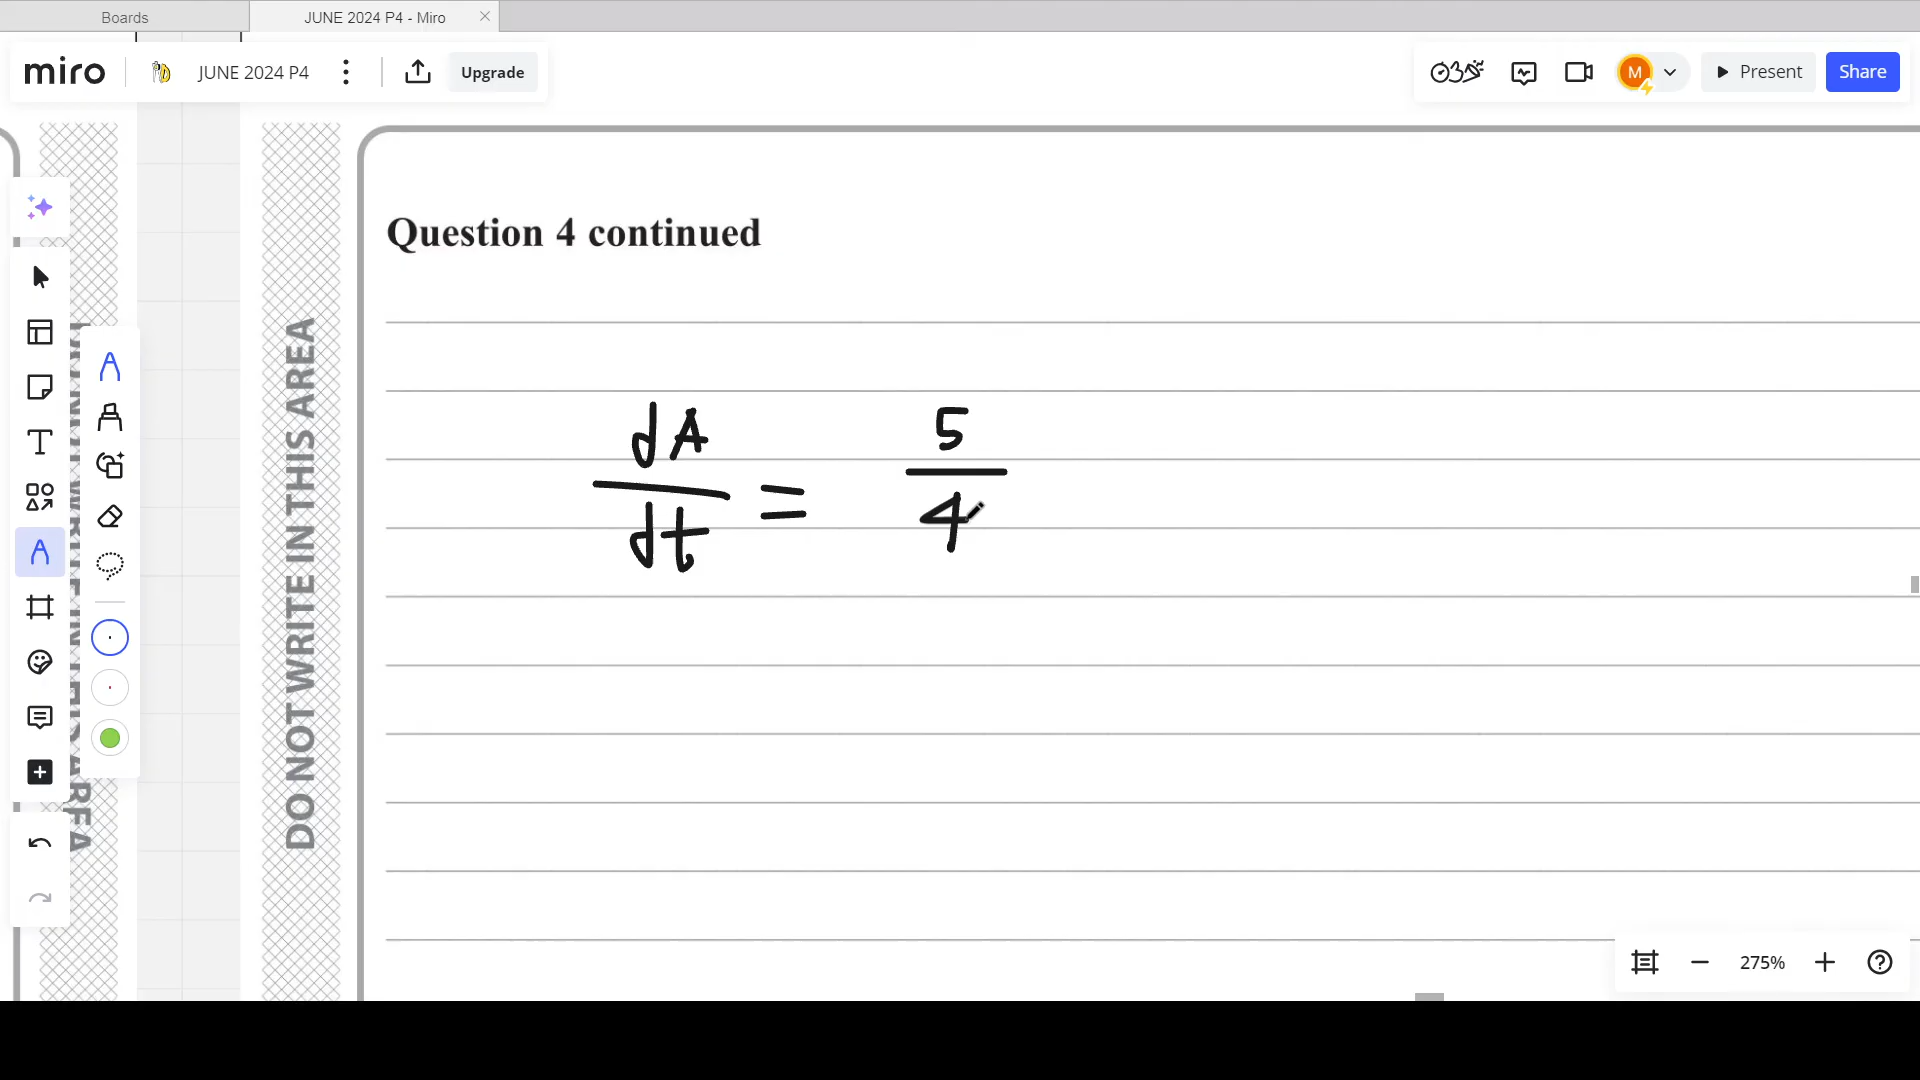 Boards
JUNE 2024 P4 - Miro
miro
JUNE 2024 P4
Upgrade
M
Present
Share
DO NOT WRITE IN THIS AREA
Question 4 continued
dA/dt = 5/4
275%